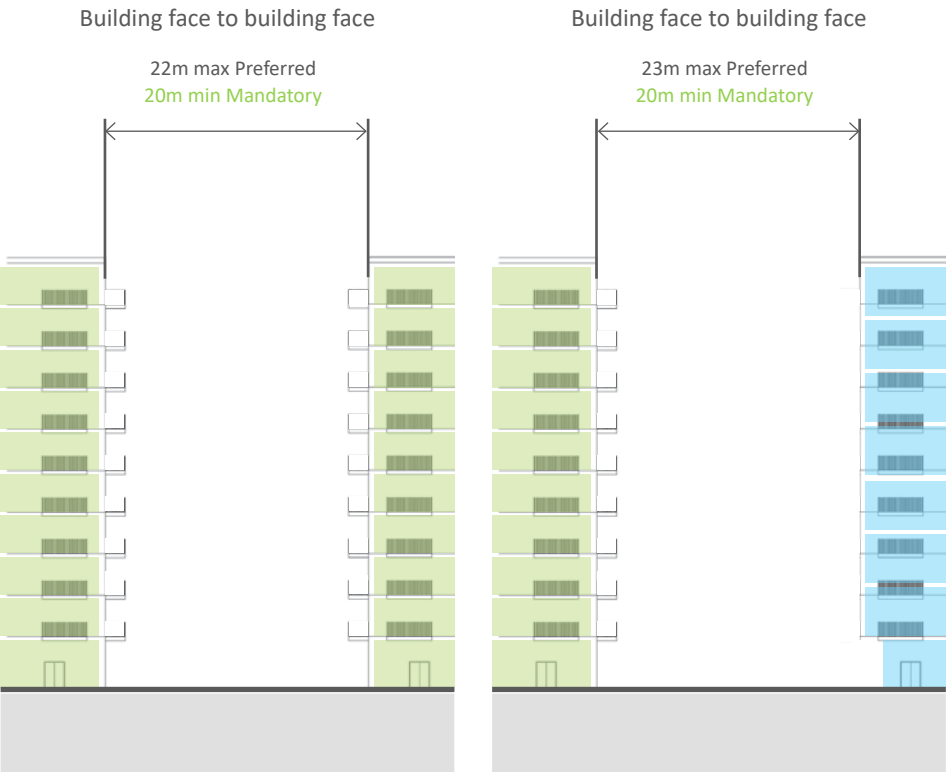 Building face to building face
22m max Preferred
20m min Mandatory
Building face to building face
23m max Preferred
20m min Mandatory